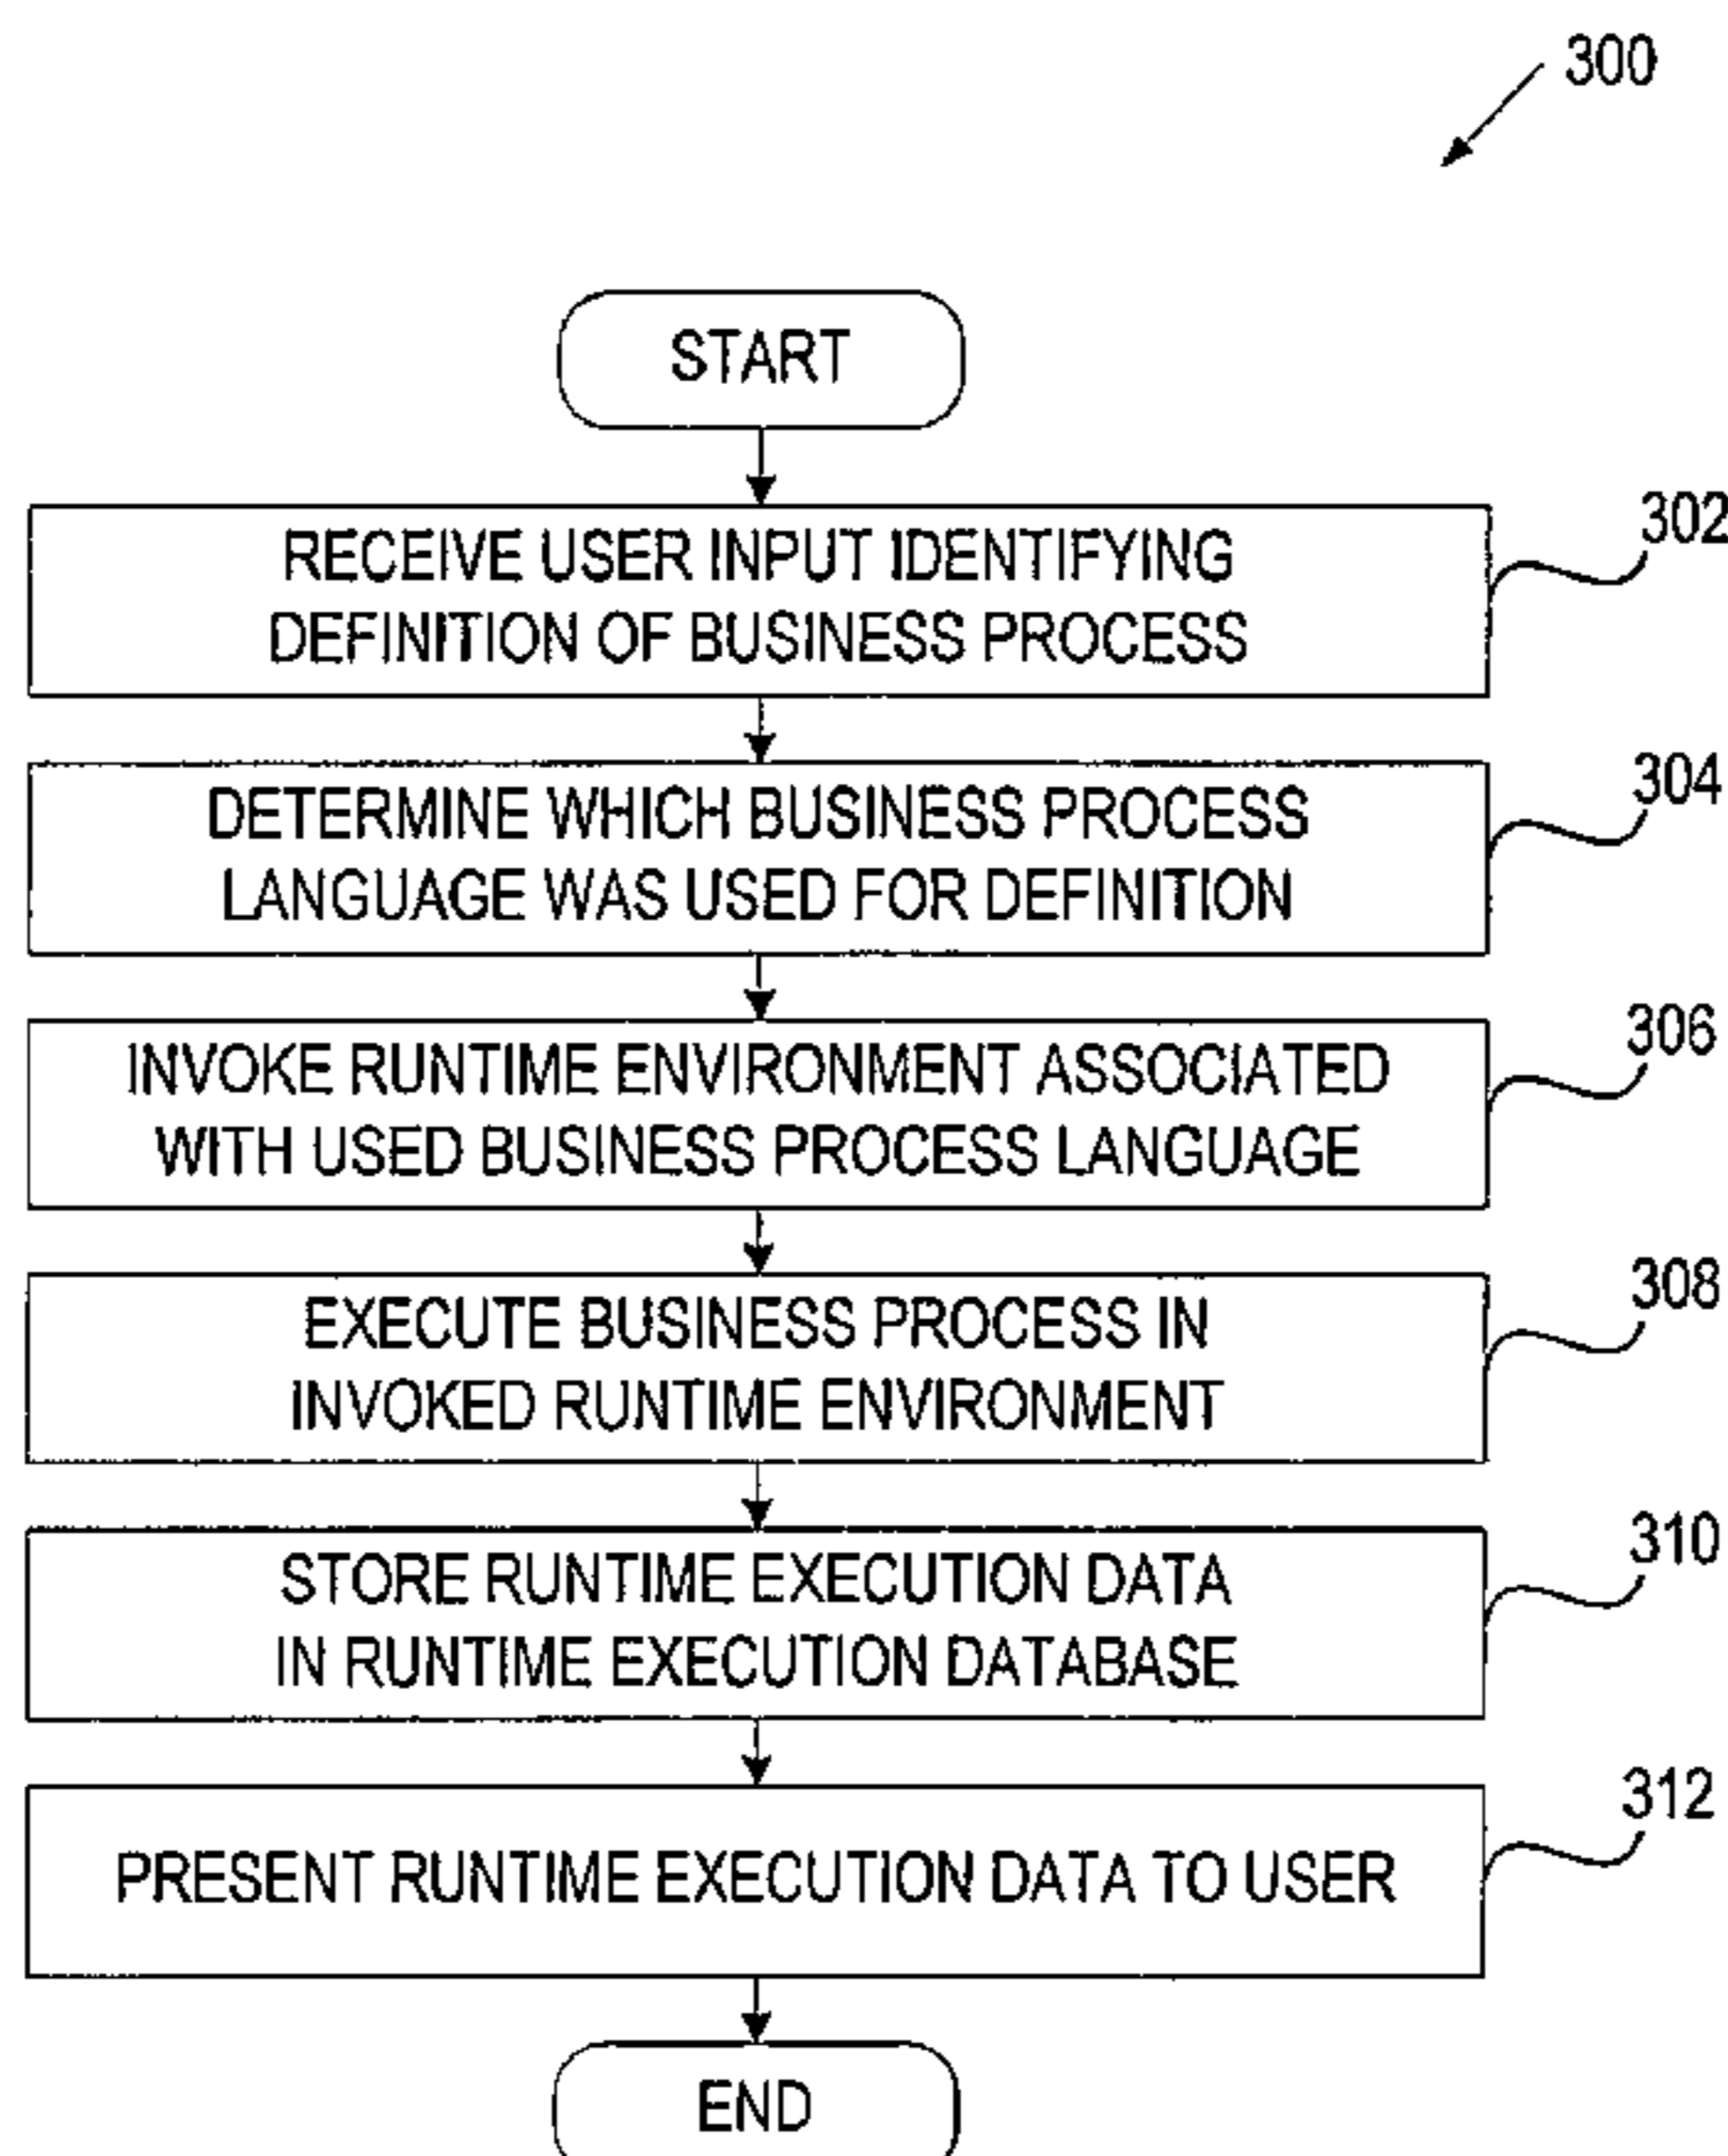 300
START
RECEIVE USER INPUT IDENTIFYING
DEFINITION OF BUSINESS PROCESS
302
DETERMINE WHICH BUSINESS PROCESS
LANGUAGE WAS USED FOR DEFINITION
304
INVOKE RUNTIME ENVIRONMENT ASSOCIATED
WITH USED BUSINESS PROCESS LANGUAGE
306
EXECUTE BUSINESS PROCESS IN
INVOKED RUNTIME ENVIRONMENT
308
STORE RUNTIME EXECUTION DATA
IN RUNTIME EXECUTION DATABASE
310
PRESENT RUNTIME EXECUTION DATA TO USER
312
END